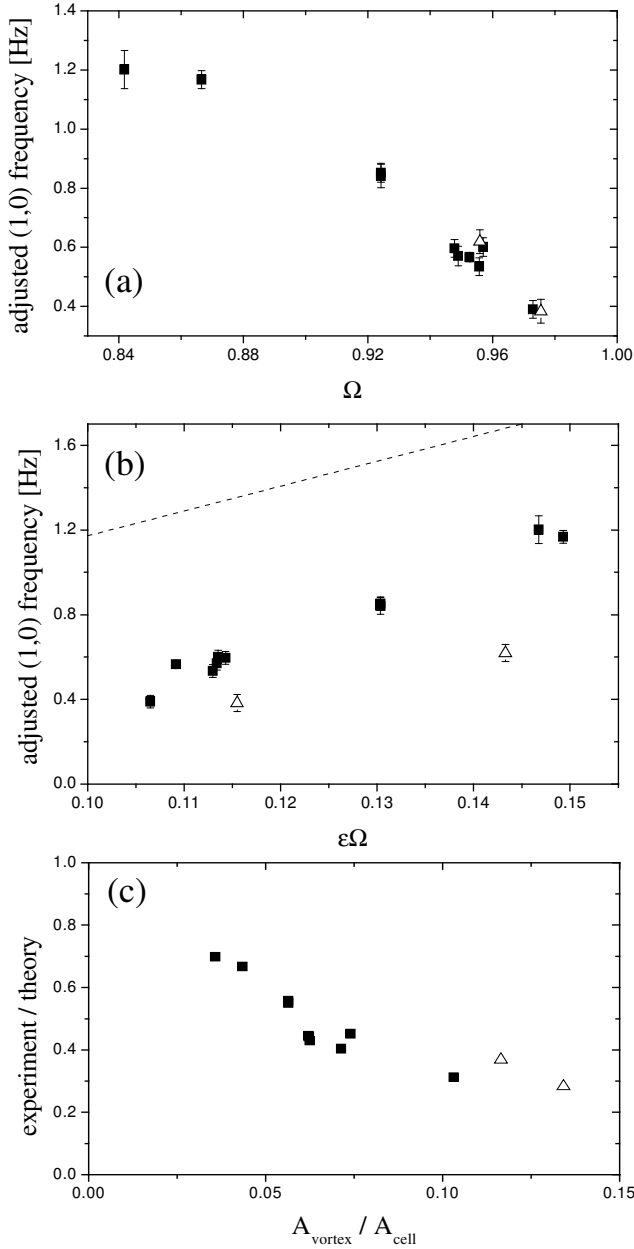 1.4
1.2
1.0
0.8
0.6
0.4
adjusted (1,0) frequency [Hz]
(a)
0.84 0.88 0.92 0.96 1.00
Ω
1.6
1.2
0.8
0.4
0.0
adjusted (1,0) frequency [Hz]
(b)
0.10 0.11 0.12 0.13 0.14 0.15
εΩ
1.0
0.8
0.6
0.4
0.2
0.0
experiment / theory
(c)
0.00 0.05 0.10 0.15
A_vortex / A_cell